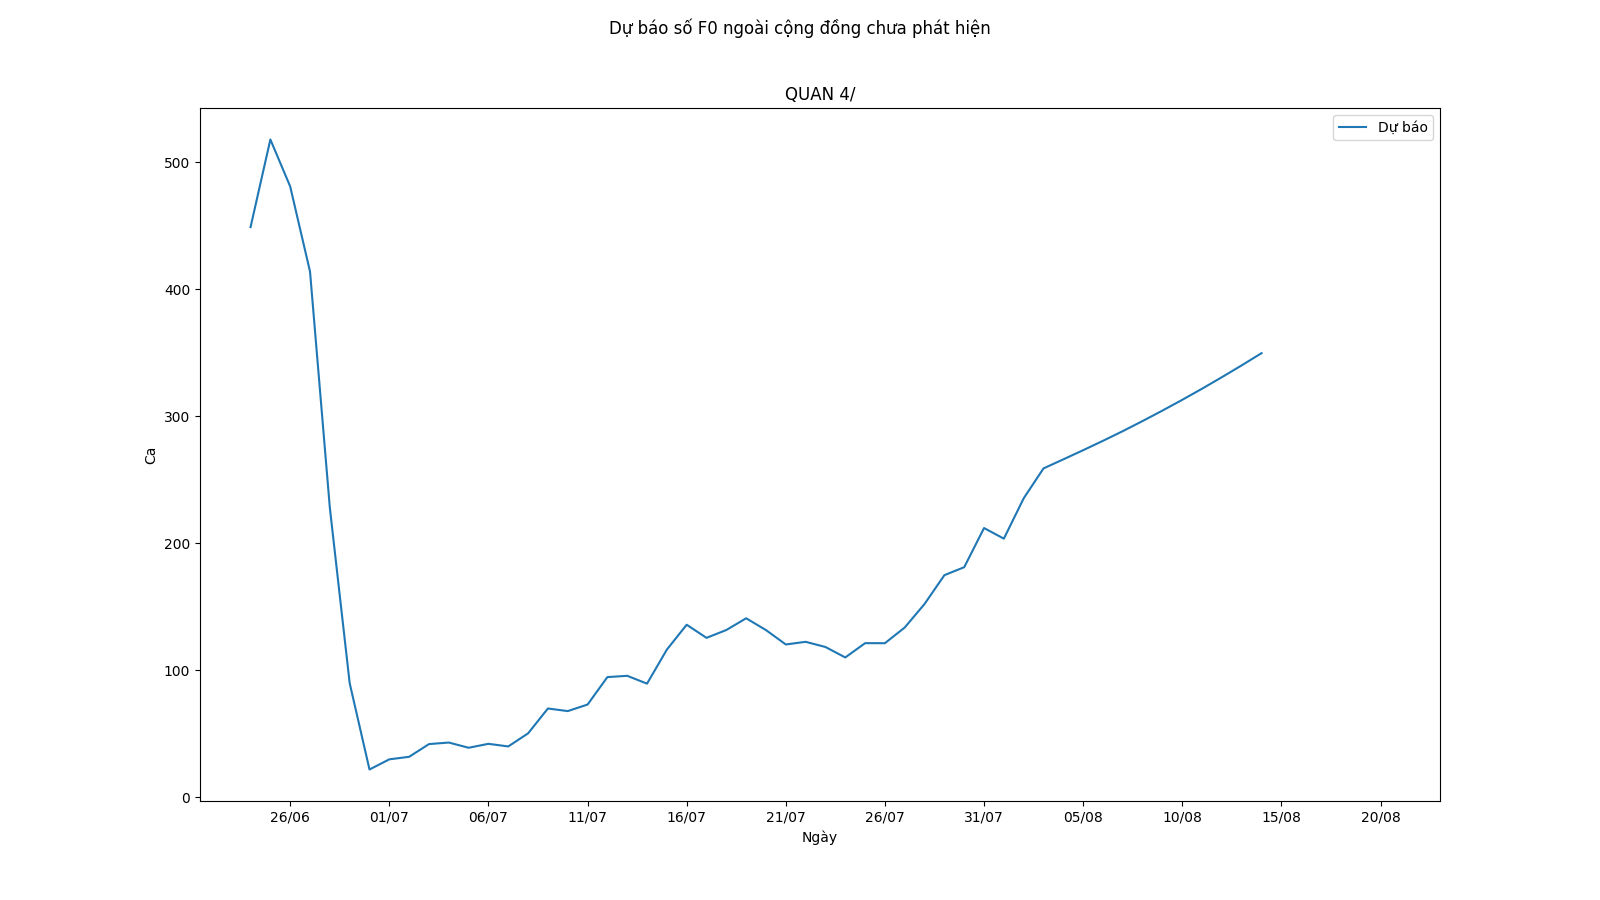 Dự báo số F0 ngoài cộng đồng chưa phát hiện
QUAN 4/
Dự báo
500
400
300
200
100
0
Ca
26/06 01/07 06/07 11/07 16/07 21/07 26/07 31/07 05/08 10/08 15/08 20/08
Ngày